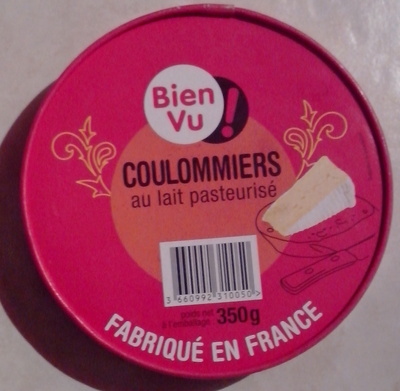 Bien
Vu
!
COULOMMIERS
au lait pasteurisé
350g
FABRIQUÉ EN FRANCE